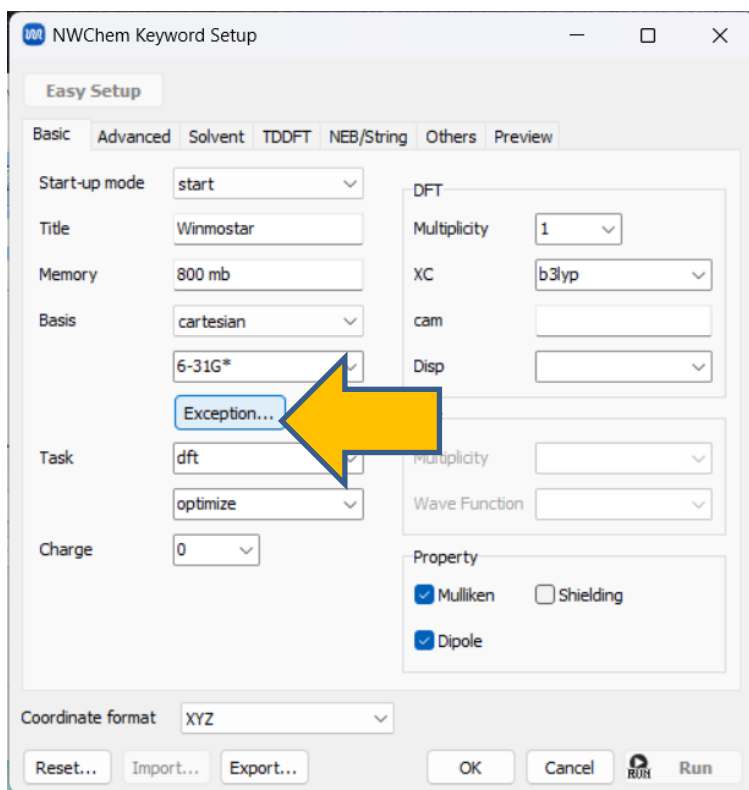 NWChem Keyword Setup
Easy Setup
Basic Advanced Solvent TDDFT NEB/String Others Preview
Start-up mode start
Title Winmostar
Memory 800 mb
Basis cartesian
6-31G*
Exception...
Task dft
optimize
Charge 0
DFT
Multiplicity 1
XC b3lyp
cam
Disp
Multiplicity
Wave Function
Property
Mulliken Shielding
Dipole
Coordinate format XYZ
Reset... Import... Export... OK Cancel RUN Run